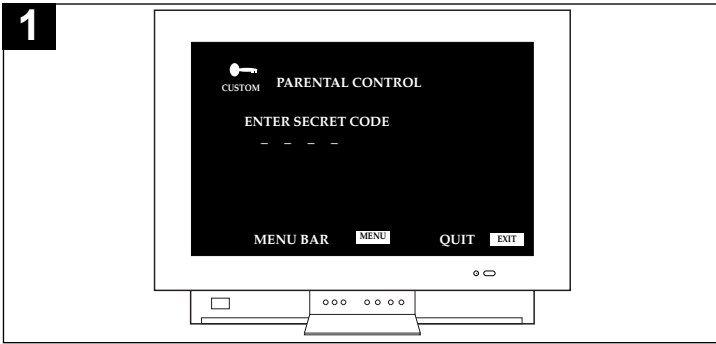 1
PARENTAL CONTROL
CUSTOM
ENTER SECRET CODE
_ _ _ _
MENU BAR MENU QUIT EXIT